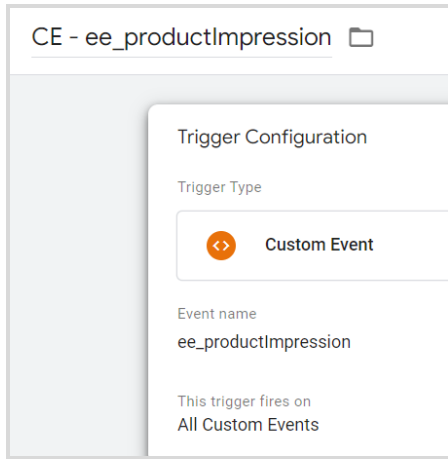 CE - ee_productImpression
Trigger Configuration
Trigger Type
Custom Event
Event name
ee_productImpression
This trigger fires on
All Custom Events